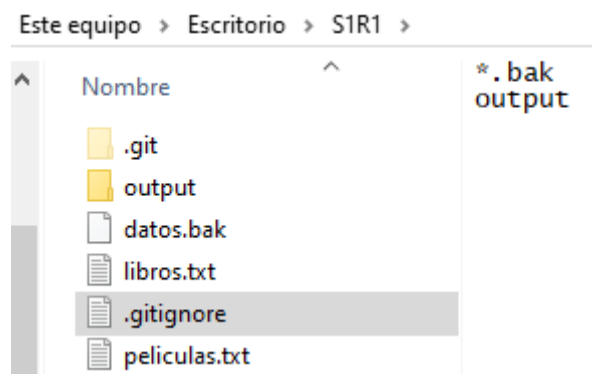 Este equipo > Escritorio > S1R1 >
Nombre
.git
output
datos.bak
libros.txt
.gitignore
peliculas.txt
*.bak
output